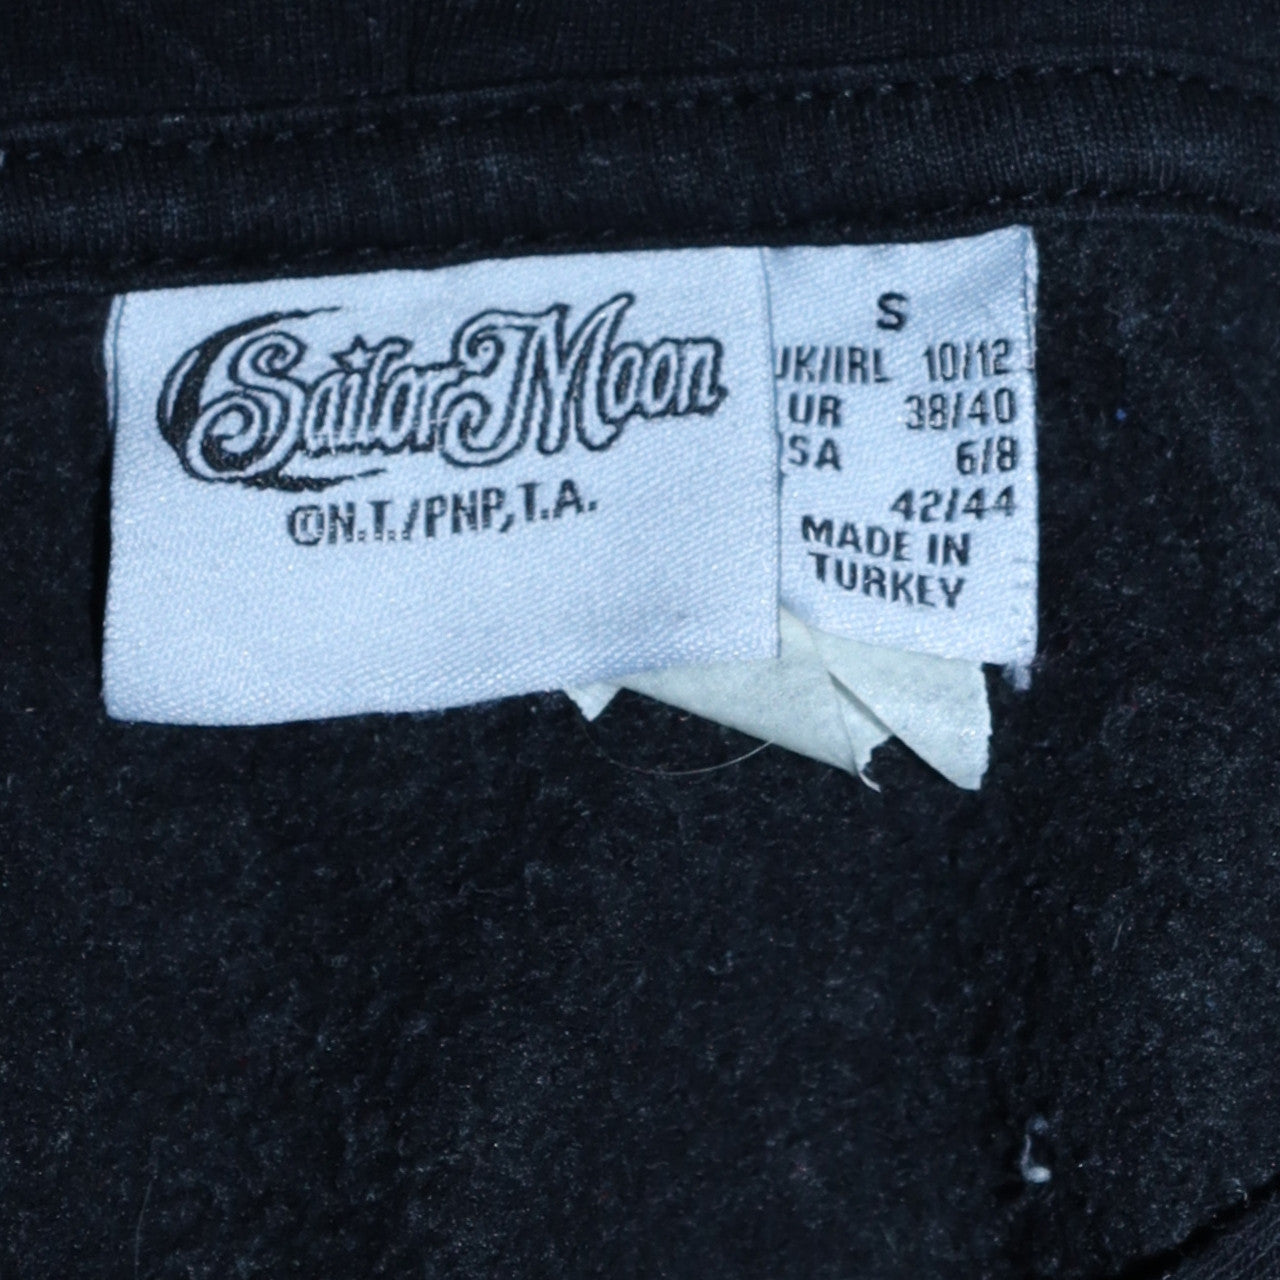 Sailor Moon
©N.T./PNP,T.A.
S
UK/IRL 10/12
UR 38/40
SA 6/8
42/44
MADE IN
TURKEY